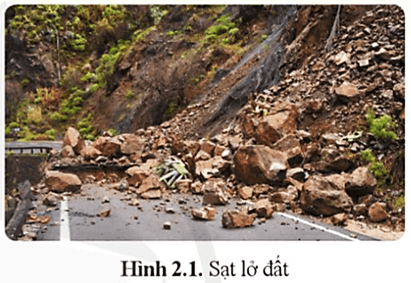 Hình 2.1. Sạt lở đất